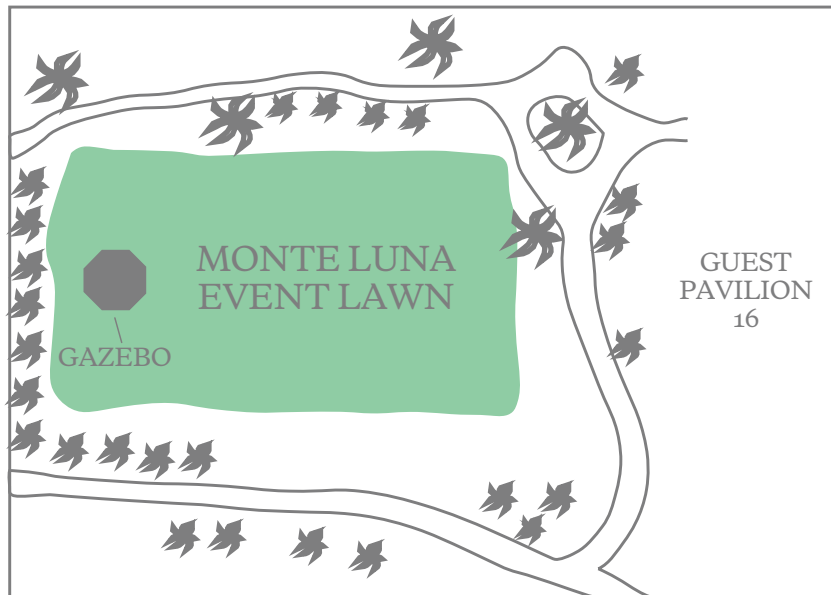 MONTE LUNA
EVENT LAWN
GAZEBO
GUEST
PAVILION
16